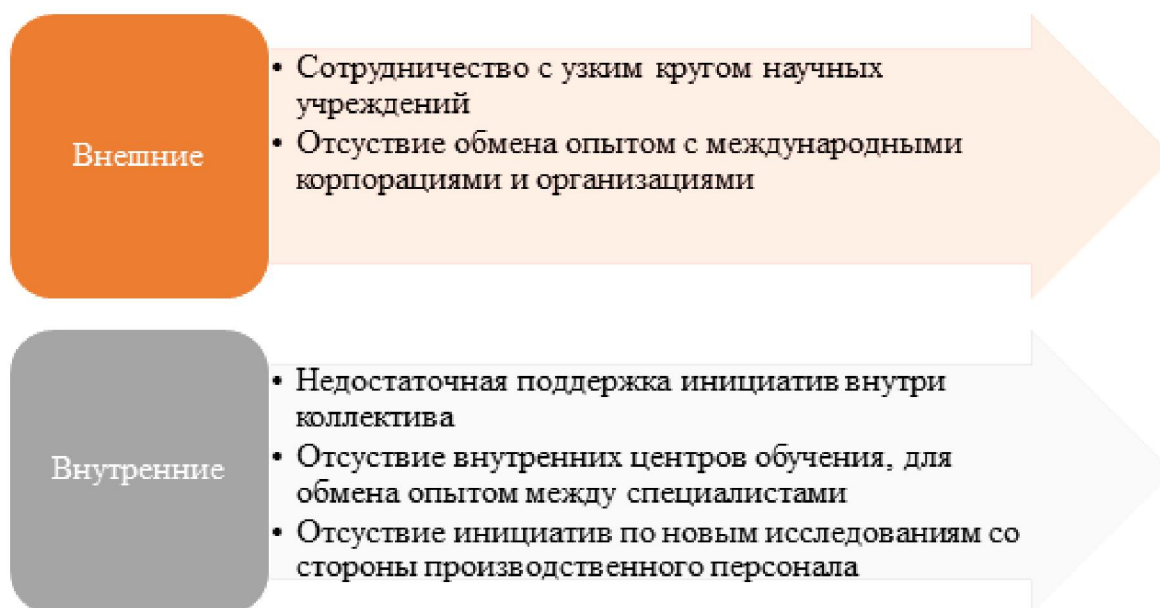 Внешние
• Сотрудничество с узким кругом научных
учреждений
• Отсуствие обмена опытом с международными
корпорациями и организациями
Внутренние
• Недостаточная поддержка инициатив внутри
коллектива
• Отсуствие внутренних центров обучения, для
обмена опытом между специалистами
• Отсуствие инициатив по новым исследованиям со
стороны производственного персонала